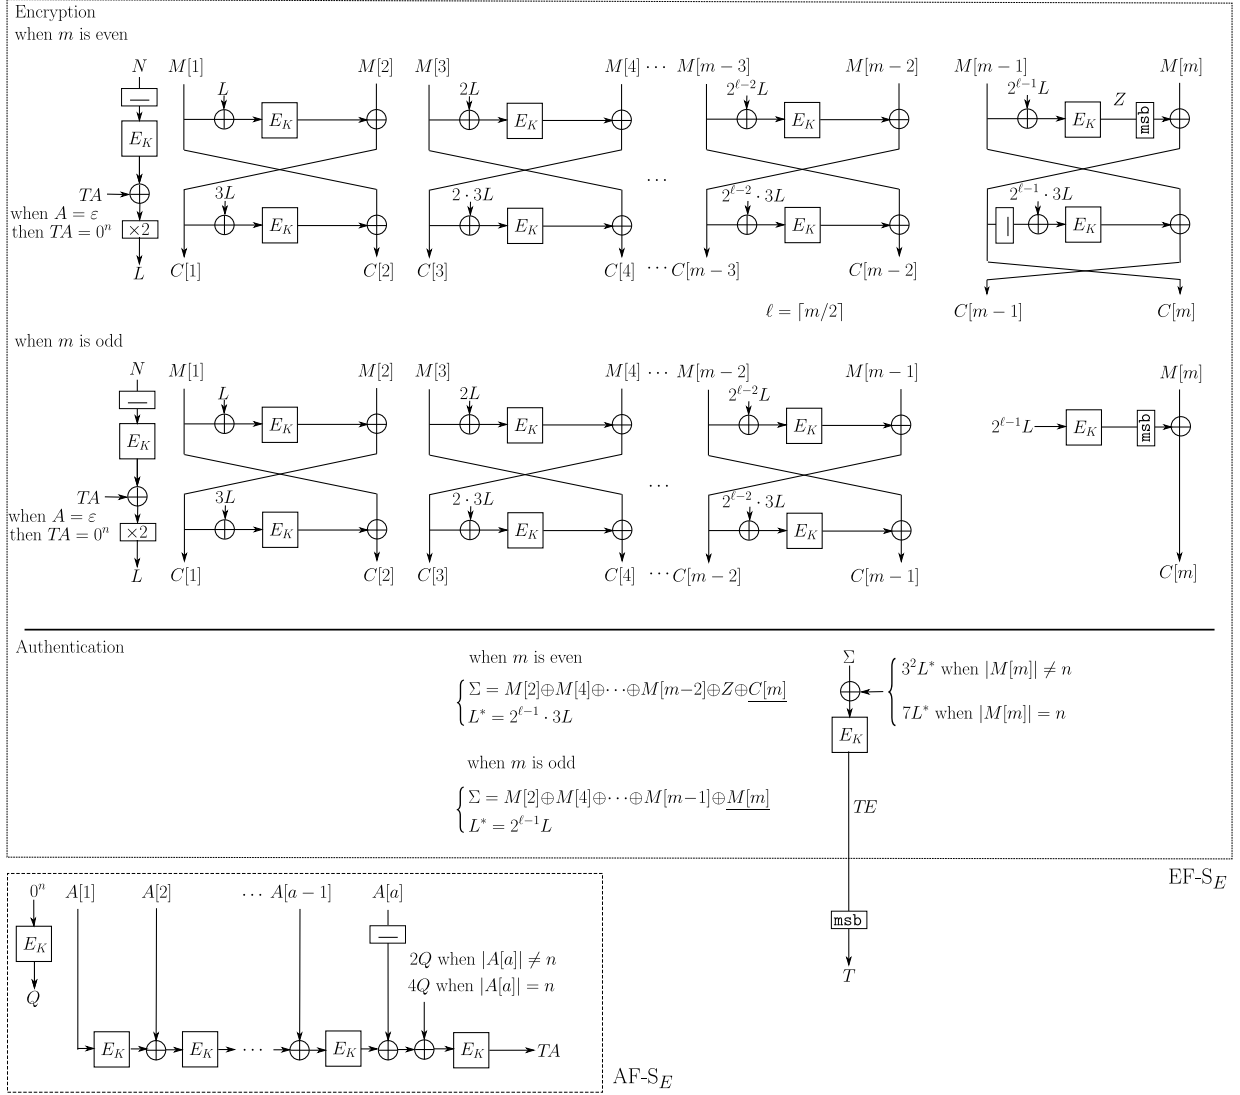 Encryption
when m is even
N M[1] M[2] M[3] M[4] ⋯ M[m−3] M[m−2] M[m−1] M[m]
L 2L 2^{ℓ−2}L 2^{ℓ−1}L Z
E_K E_K E_K E_K E_K msb
TA
when A = ε
then TA = 0^n
×2
L
⋯
3L 2·3L 2^{ℓ−2}·3L 2^{ℓ−1}·3L
E_K E_K E_K E_K
C[1] C[2] C[3] C[4] ⋯ C[m−3] C[m−2]
ℓ = ⌈m/2⌉
C[m−1] C[m]
when m is odd
N M[1] M[2] M[3] M[4] ⋯ M[m−2] M[m−1] M[m]
L 2L 2^{ℓ−2}L
E_K E_K E_K E_K 2^{ℓ−1}L E_K msb
TA
when A = ε
then TA = 0^n
×2
L
⋯
3L 2·3L 2^{ℓ−2}·3L
E_K E_K E_K
C[1] C[2] C[3] C[4] ⋯ C[m−2] C[m−1] C[m]
Authentication
when m is even
Σ = M[2]⊕M[4]⊕⋯⊕M[m−2]⊕Z⊕C[m]
L* = 2^{ℓ−1}·3L
when m is odd
Σ = M[2]⊕M[4]⊕⋯⊕M[m−1]⊕M[m]
L* = 2^{ℓ−1}L
Σ
3^2L* when |M[m]| ≠ n
7L* when |M[m]| = n
E_K
TE
EF-S_E
msb
T
0^n A[1] A[2] ⋯ A[a−1] A[a]
E_K
Q
2Q when |A[a]| ≠ n
4Q when |A[a]| = n
E_K E_K ⋯ E_K E_K TA
AF-S_E